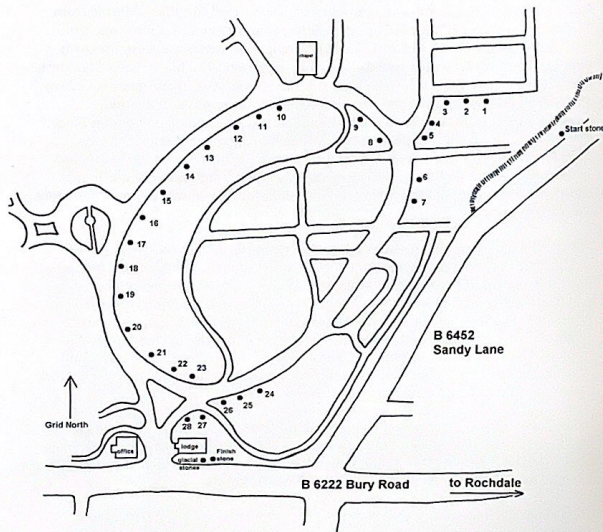 chapel
10
11
12
13
14
15
16
17
18
19
20
21
22
23
9
8
3
2
1
4
5
6
7
Start stone
B 6452
Sandy Lane
24
25
26
27
28
Grid North
office
lodge
glacial
stones
Finish
stone
B 6222 Bury Road
to Rochdale